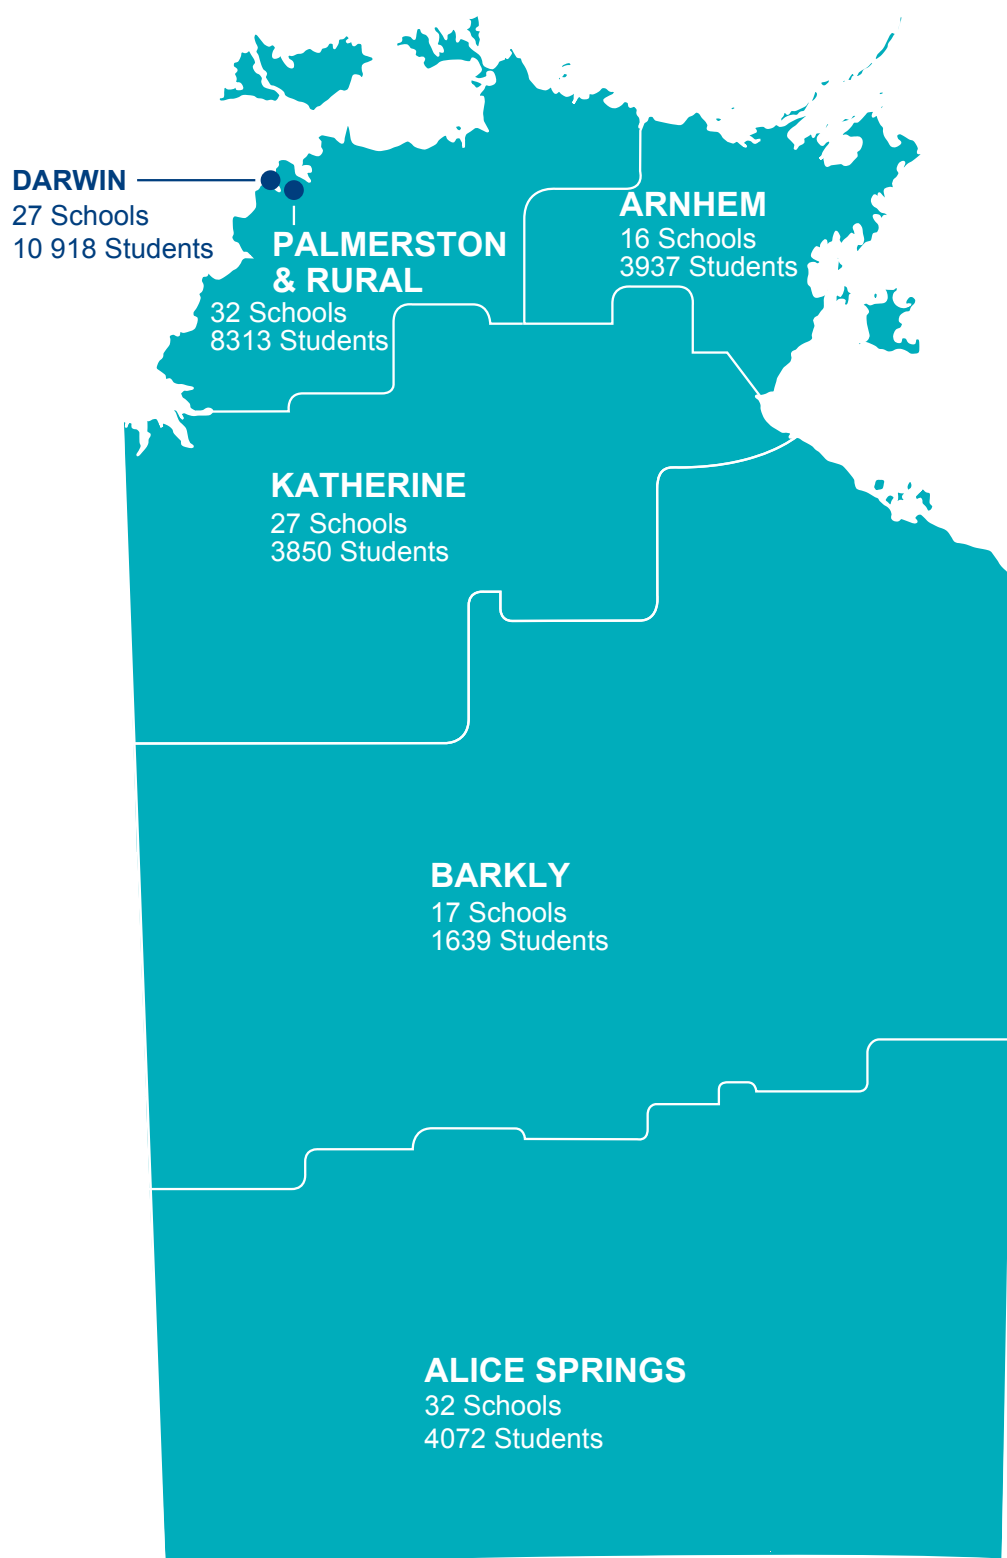 DARWIN
27 Schools
10 918 Students
PALMERSTON
& RURAL
32 Schools
8313 Students
ARNHEM
16 Schools
3937 Students
KATHERINE
27 Schools
3850 Students
BARKLY
17 Schools
1639 Students
ALICE SPRINGS
32 Schools
4072 Students